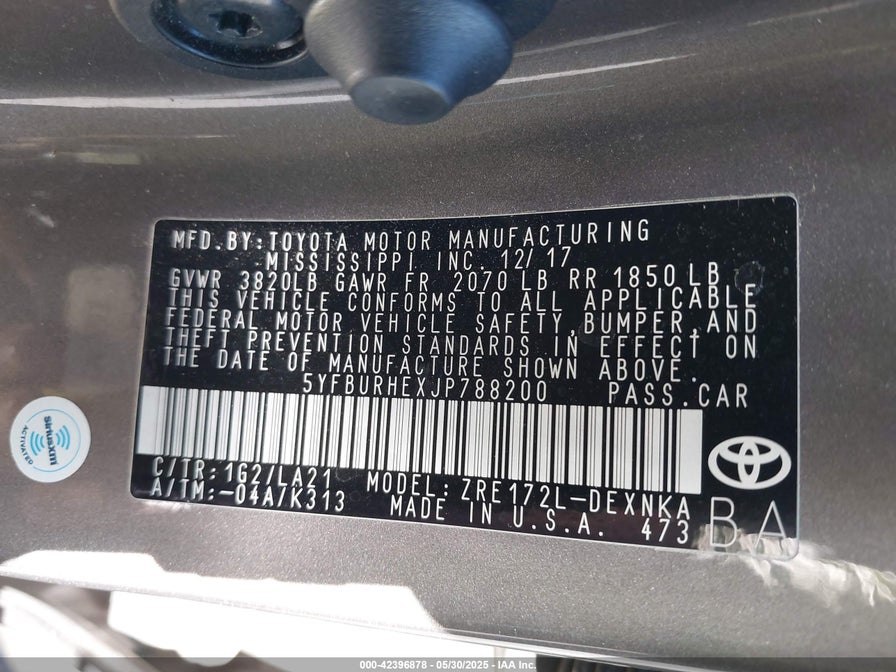 MFD.BY:TOYOTA MOTOR MANUFACTURING
MISSISSIPPI INC. 12/17
GVWR 3820LB GAWR FR 2070 LB RR 1850 LB
THIS VEHICLE CONFORMS TO ALL APPLICABLE
FEDERAL MOTOR VEHICLE SAFETY,BUMPER,AND
THEFT PREVENTION STANDARDS IN EFFECT ON
THE DATE OF MANUFACTURE SHOWN ABOVE.
5YFBURHEXJP788200 PASS.CAR
C/TR:1G2/LA21 MODEL:ZRE172L-DEXNKA
A/TM:-04A/K313 MADE IN U.S.A. 473
BA
siriusxm
ACTIVATED
000-42396878 - 05/30/2025 - IAA Inc.